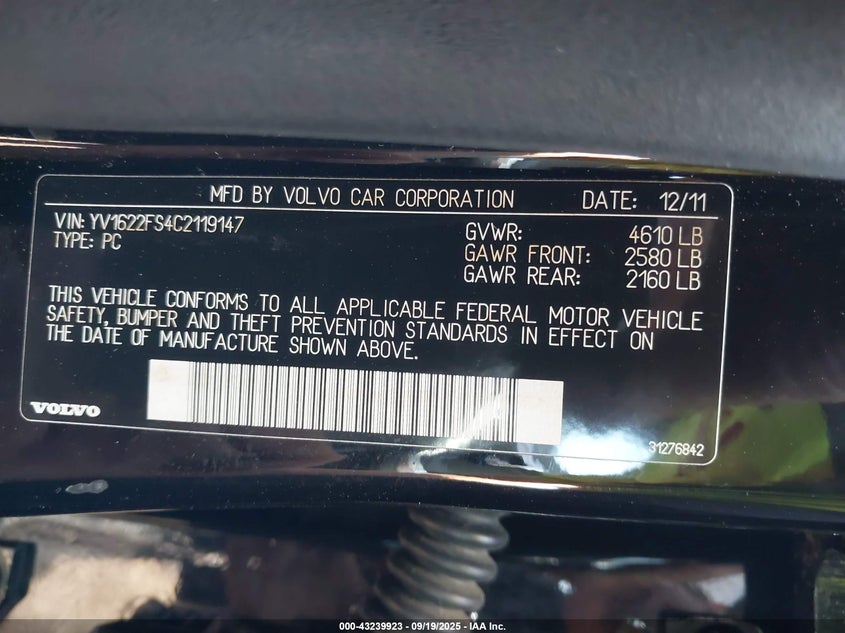 MFD BY VOLVO CAR CORPORATION DATE: 12/11
VIN: YV1622FS4C2119147
TYPE: PC
GVWR: 4610 LB
GAWR FRONT: 2580 LB
GAWR REAR: 2160 LB
THIS VEHICLE CONFORMS TO ALL APPLICABLE FEDERAL MOTOR VEHICLE
SAFETY, BUMPER AND THEFT PREVENTION STANDARDS IN EFFECT ON
THE DATE OF MANUFACTURE SHOWN ABOVE.
VOLVO
31276842
000-43239923 - 09/19/2025 - IAA Inc.